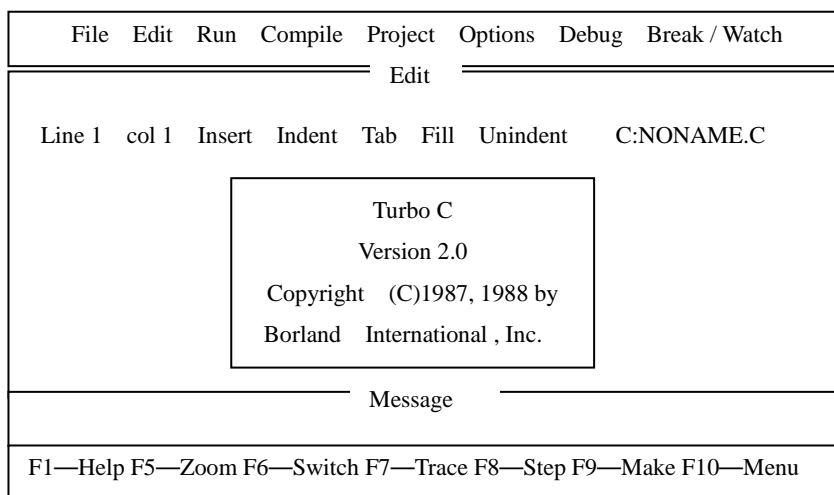 File Edit Run Compile Project Options Debug Break / Watch
Edit
Line 1 col 1 Insert Indent Tab Fill Unindent C:NONAME.C
Turbo C
Version 2.0
Copyright (C)1987, 1988 by
Borland International , Inc.
Message
F1—Help F5—Zoom F6—Switch F7—Trace F8—Step F9—Make F10—Menu